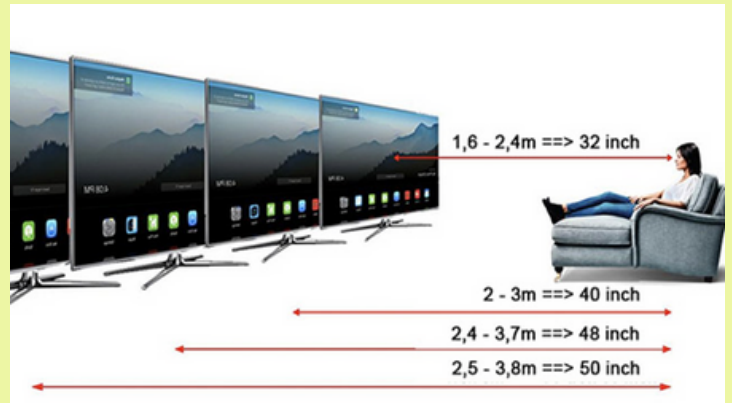 1,6 - 2,4m ==> 32 inch
2 - 3m ==> 40 inch
2,4 - 3,7m ==> 48 inch
2,5 - 3,8m ==> 50 inch